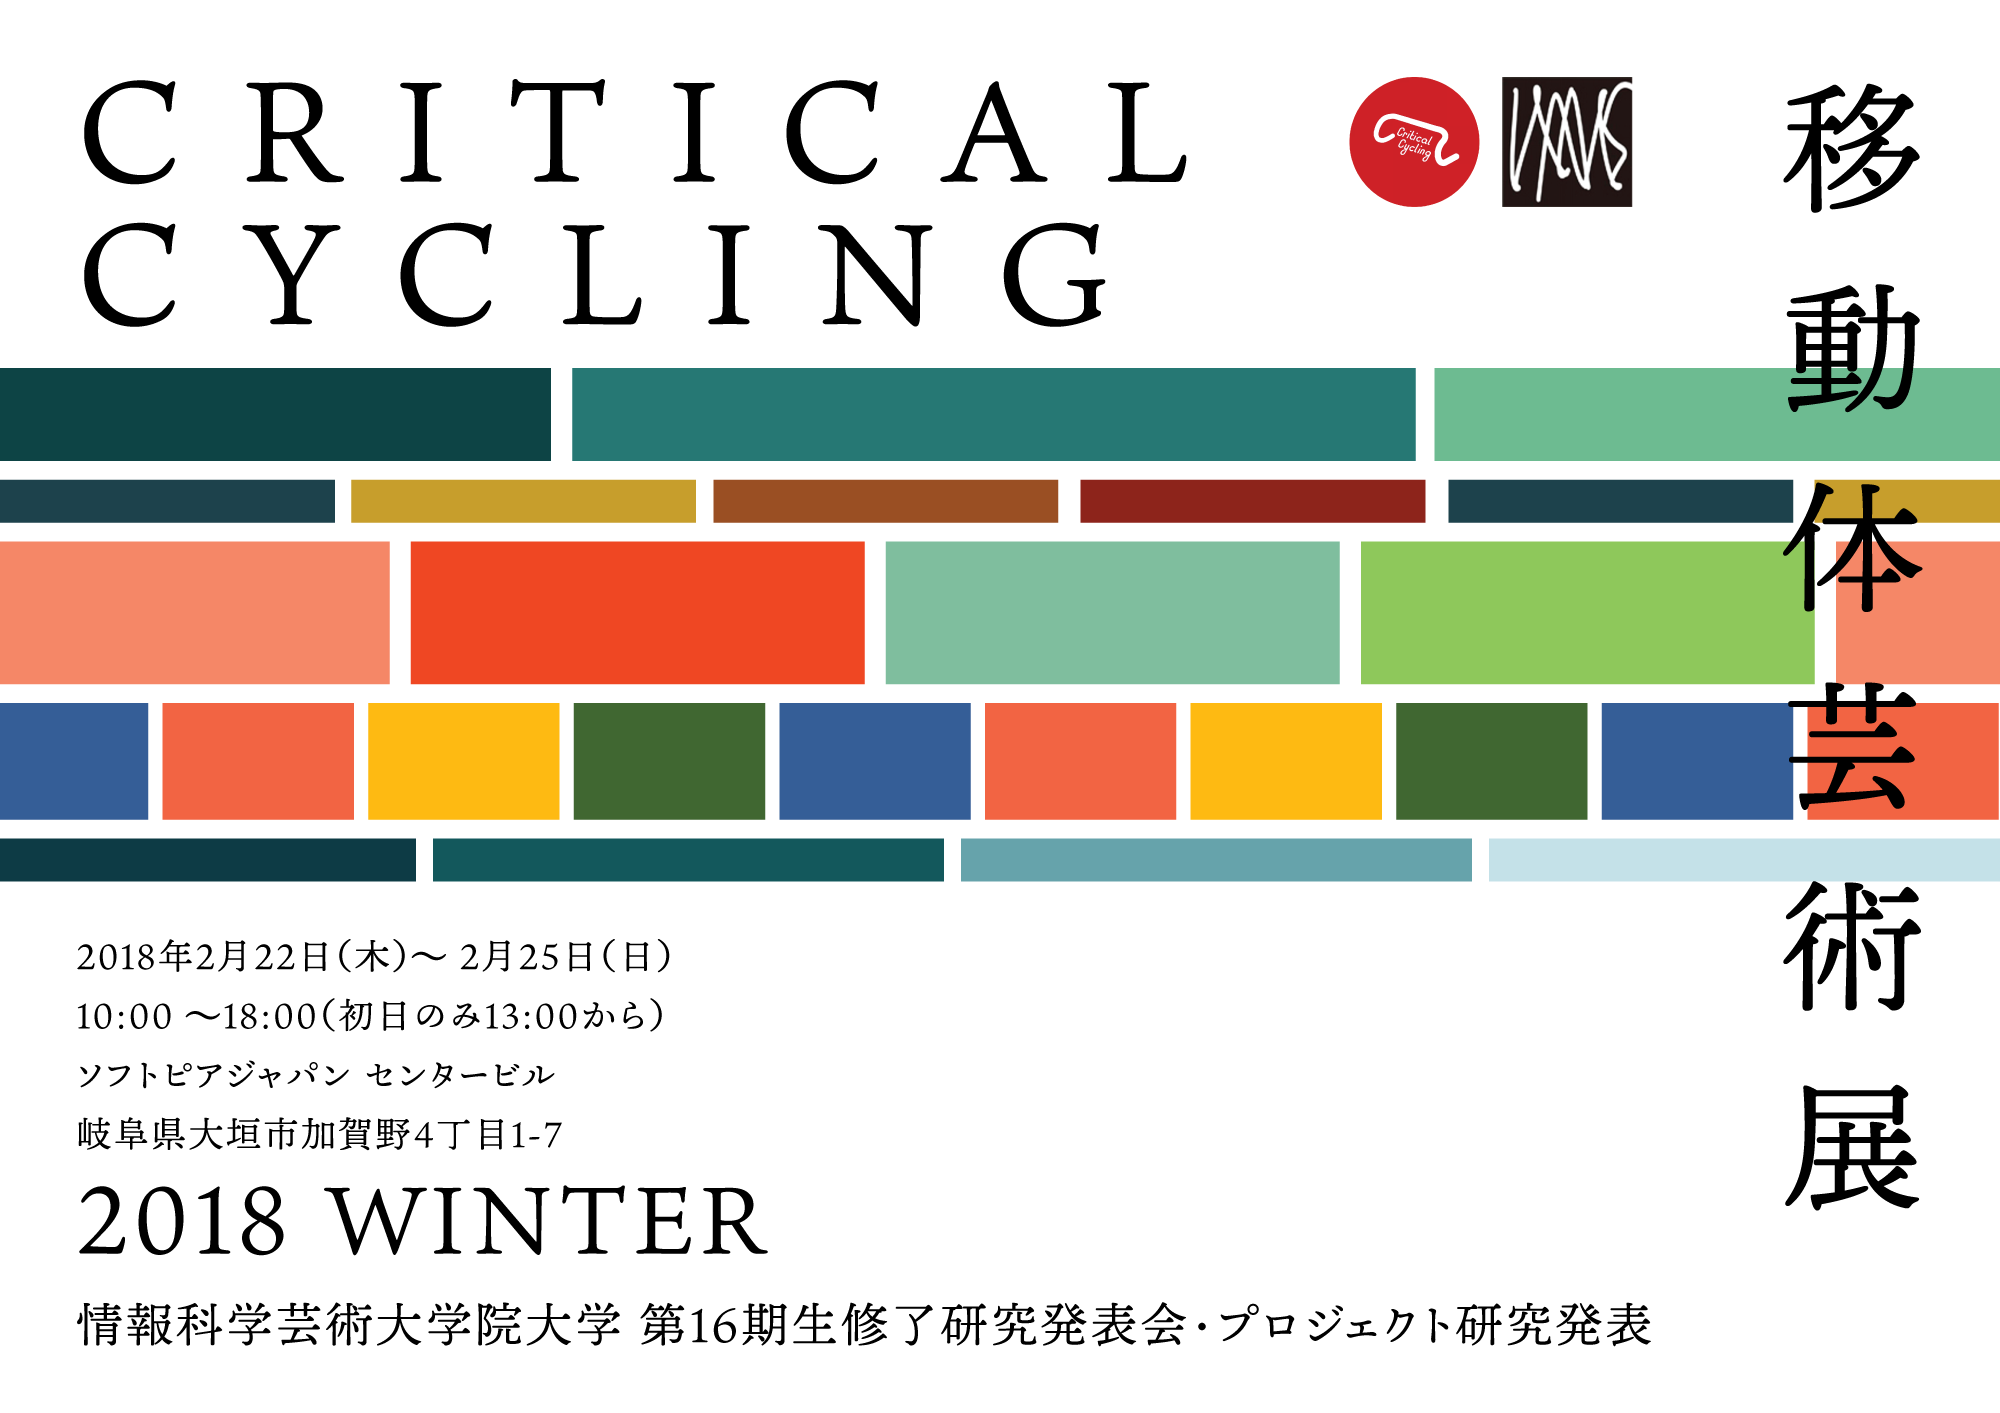 CRITICAL
CYCLING
Critical
Cycling
IAMAS
移動体芸術展
2018年2月22日(木)〜 2月25日(日)
10:00 〜18:00(初日のみ13:00から)
ソフトピアジャパン センタービル
岐阜県大垣市加賀野4丁目1-7
2018 WINTER
情報科学芸術大学院大学 第16期生修了研究発表会・プロジェクト研究発表